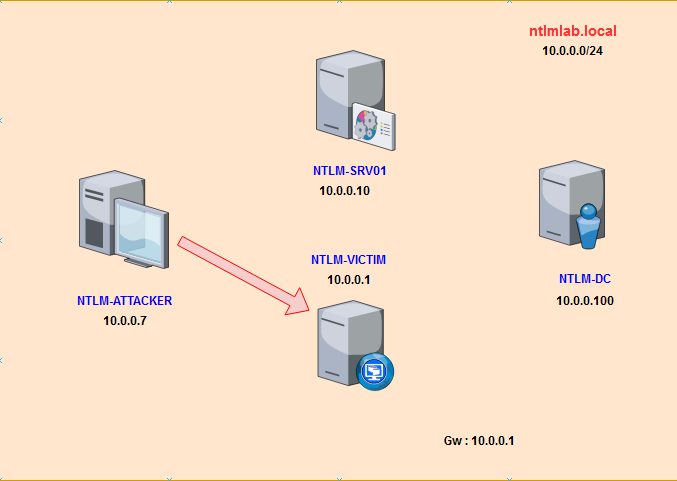 ntlmlab.local
10.0.0.0/24
NTLM-SRV01
10.0.0.10
NTLM-VICTIM
10.0.0.1
NTLM-DC
10.0.0.100
NTLM-ATTACKER
10.0.0.7
Gw : 10.0.0.1